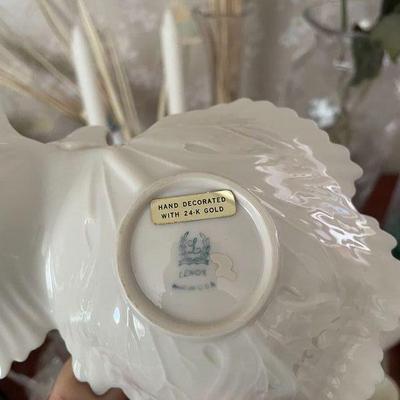 HAND DECORATED
WITH 24-K GOLD
L
LENOX